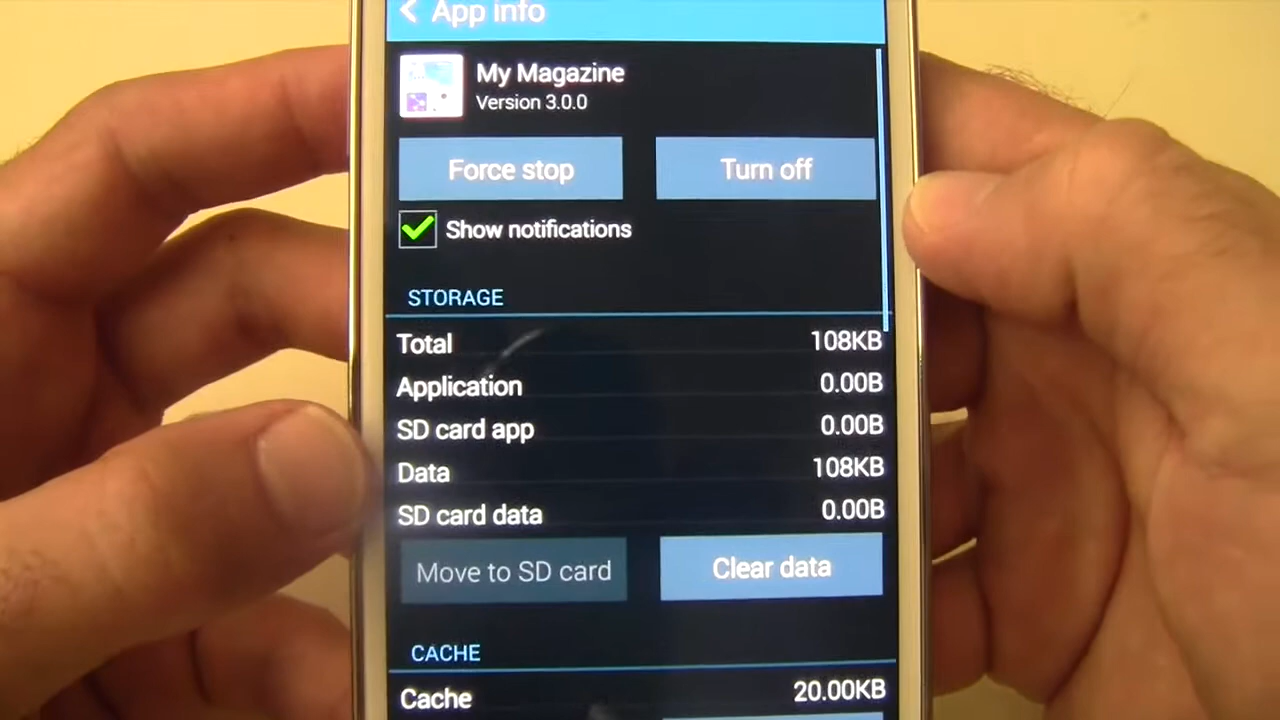 < App info
My Magazine
Version 3.0.0
Force stop
Turn off
Show notifications
STORAGE
Total 108KB
Application 0.00B
SD card app 0.00B
Data 108KB
SD card data 0.00B
Move to SD card
Clear data
CACHE
Cache 20.00KB